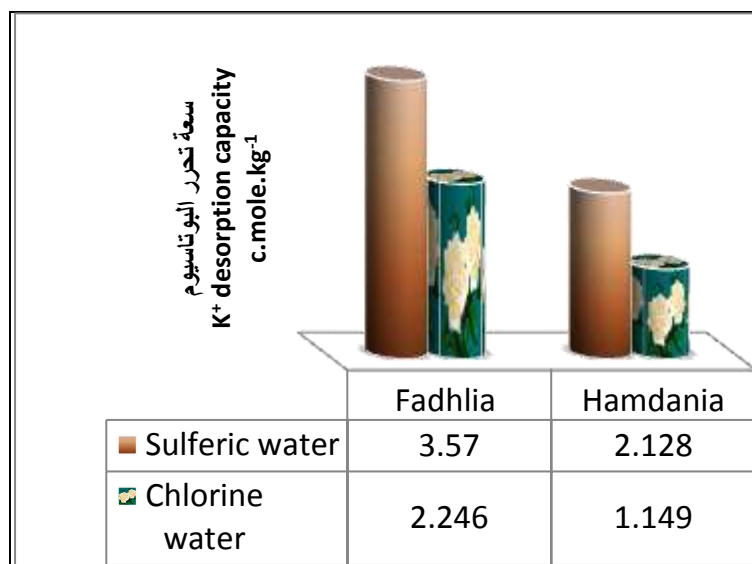 سعة تحرر البوتاسيوم
K⁺ desorption capacity
c.mole.kg⁻¹
Fadhlia Hamdania
Sulferic water 3.57 2.128
Chlorine
water 2.246 1.149